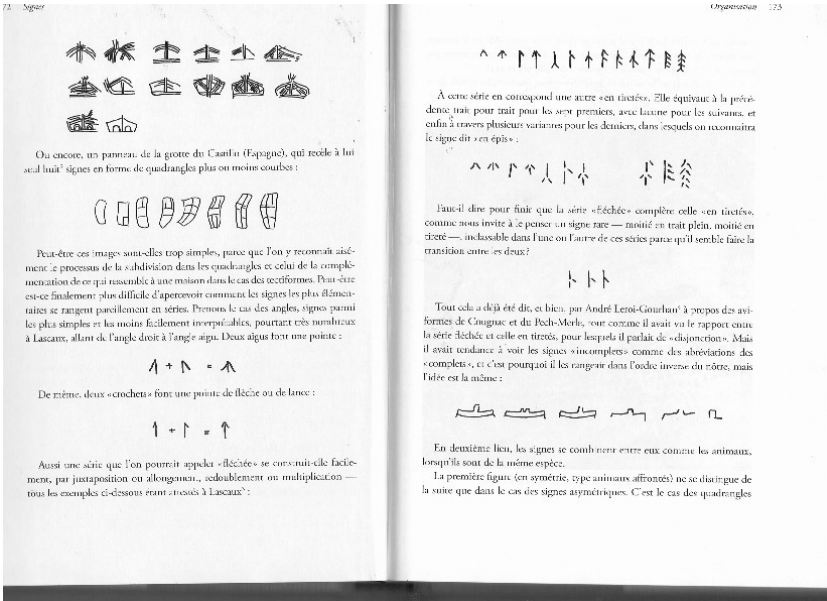 72 Signes
Ou encore, un panneau de la grotte du Castillo (Espagne), qui recèle à lui
seul huit signes en forme de quadrangles plus ou moins courbes :
Peut-être ces images sont-elles trop simples, parce que l'on y reconnaît aisé-
ment le processus de la subdivision dans les quadrangles et celui de la complé-
mentation de ce qui ressemble à une maison dans le cas des tectiformes. Peut-être
est-ce finalement plus difficile d'apercevoir comment les signes les plus élémen-
taires se rangent pareillement en séries. Prenons le cas des angles, signes parmi
les plus simples et les moins facilement interprétables, pourtant très nombreux
à Lascaux, allant de l'angle droit à l'angle aigu. Deux aigus font une pointe :
+ =
De même, deux «crochets» font une pointe de flèche ou de lance :
+ =
Aussi une série que l'on pourrait appeler «fléchée» se construit-elle facile-
ment, par juxtaposition ou allongement, redoublement ou multiplication —
tous les exemples ci-dessous étant attestés à Lascaux :
Organisation 173
À cette série en correspond une autre «en tiretés». Elle équivaut à la précé-
dente trait pour trait pour les sept premiers, avec lacune pour les suivants, et
enfin à travers plusieurs variantes pour les derniers, dans lesquels on reconnaîtra
le signe dit «en épis» :
Faut-il dire pour finir que la série «fléchée» complète celle «en tiretés»,
comme nous invite à le penser un signe rare — moitié en trait plein, moitié en
tireté —, inclassable dans l'une ou l'autre de ces séries parce qu'il semble faire la
transition entre les deux ?
Tout cela a déjà été dit, et bien, par André Leroi-Gourhan à propos des avi-
formes de Cougnac et du Pech-Merle, tout comme il avait vu le rapport entre
la série fléchée et celle en tiretés, pour lesquels il parlait de «disjonction». Mais
il avait tendance à voir les signes «incomplets» comme des abréviations des
«complets», et c'est pourquoi il les rangeait dans l'ordre inverse du nôtre, mais
l'idée est la même :
En deuxième lieu, les signes se combinent entre eux comme les animaux,
lorsqu'ils sont de la même espèce.
La première figure (en symétrie, type animaux affrontés) ne se distingue de
la suite que dans le cas des signes asymétriques. C'est le cas des quadrangles